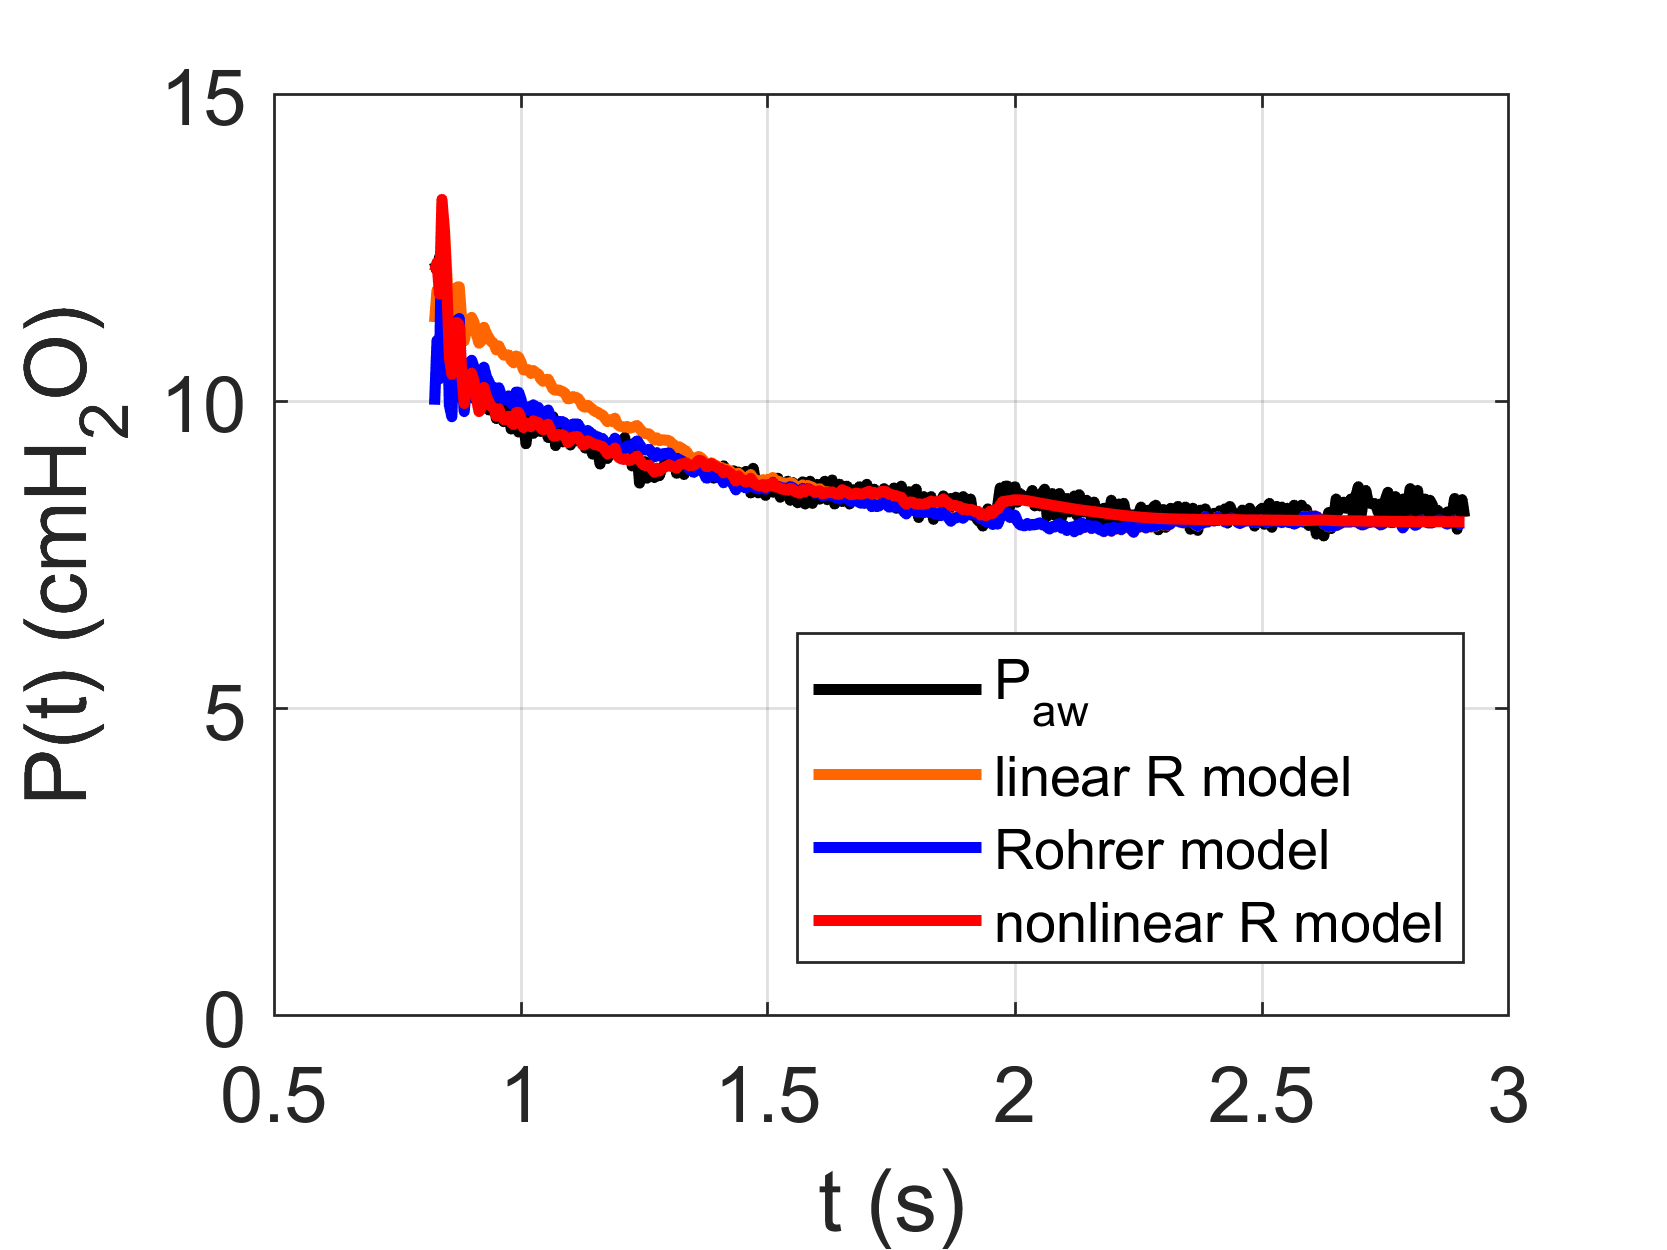 P(t) (cmH2O)
15
10
5
0
0.5 1 1.5 2 2.5 3
t (s)
Paw
linear R model
Rohrer model
nonlinear R model